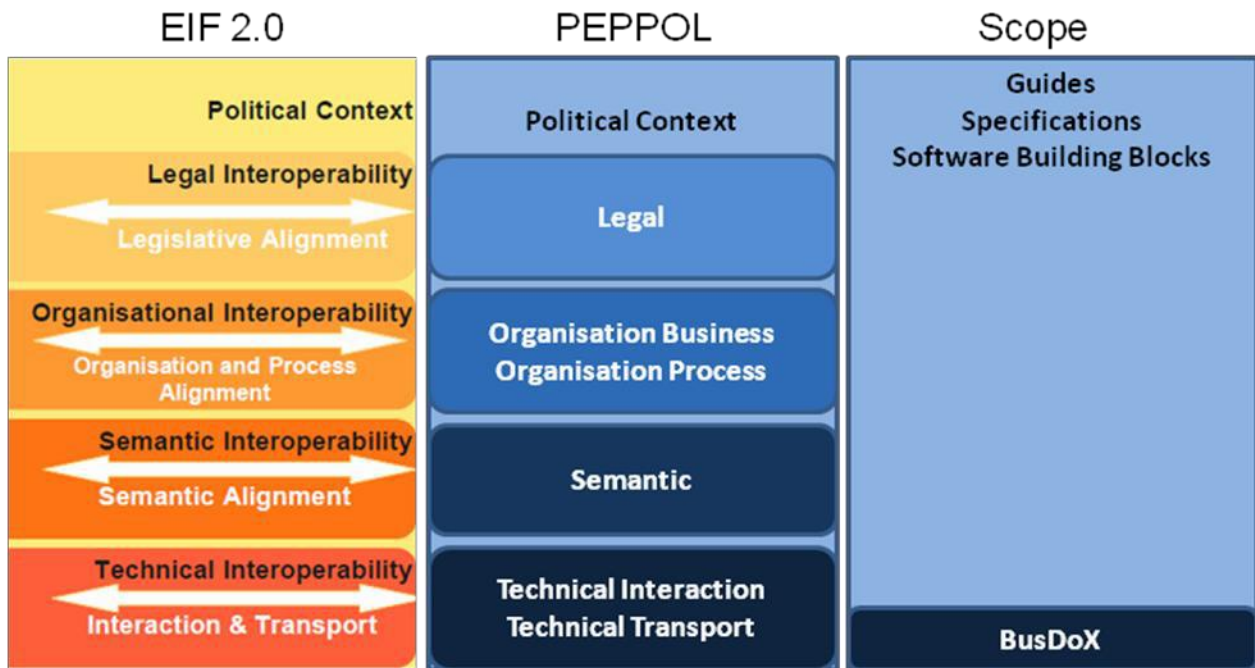 EIF 2.0
Political Context
Legal Interoperability
Legislative Alignment
Organisational Interoperability
Organisation and Process
Alignment
Semantic Interoperability
Semantic Alignment
Technical Interoperability
Interaction & Transport
PEPPOL
Political Context
Legal
Organisation Business
Organisation Process
Semantic
Technical Interaction
Technical Transport
Scope
Guides
Specifications
Software Building Blocks
BusDoX